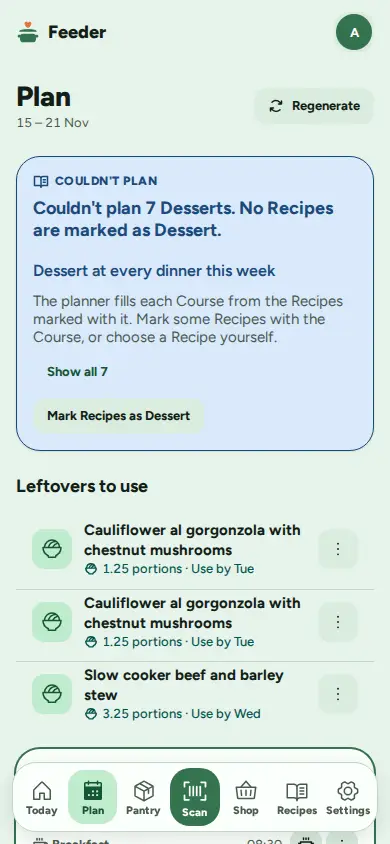 Feeder
A
Plan
15 – 21 Nov
Regenerate
COULDN'T PLAN
Couldn't plan 7 Desserts. No Recipes
are marked as Dessert.
Dessert at every dinner this week
The planner fills each Course from the Recipes
marked with it. Mark some Recipes with the
Course, or choose a Recipe yourself.
Show all 7
Mark Recipes as Dessert
Leftovers to use
Cauliflower al gorgonzola with
chestnut mushrooms
1.25 portions · Use by Tue
Cauliflower al gorgonzola with
chestnut mushrooms
1.25 portions · Use by Tue
Slow cooker beef and barley
stew
3.25 portions · Use by Wed
Today
Plan
Pantry
Scan
Shop
Recipes
Settings
Breakfast
08:30